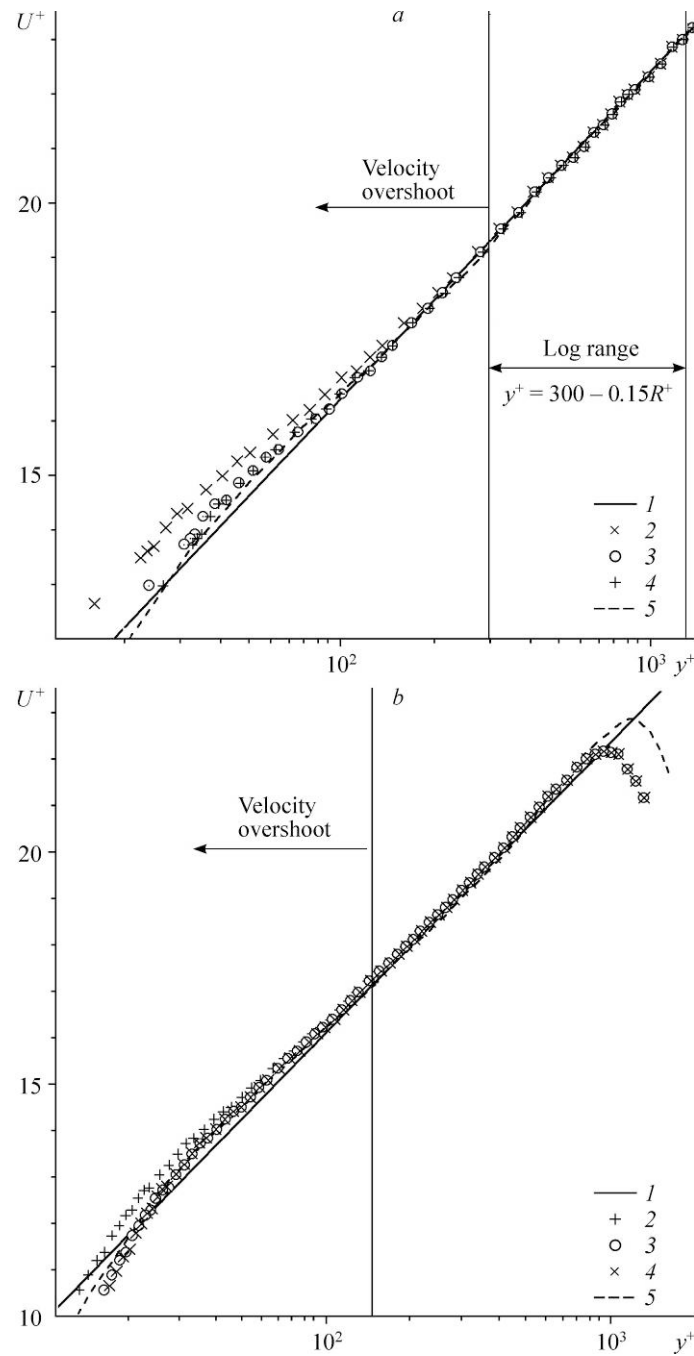 U+
a
20
15
Velocity
overshoot
Log range
y+ = 300 – 0.15R+
1
2
3
4
5
10²
10³
y+
U+
b
20
15
10
Velocity
overshoot
1
2
3
4
5
10²
10³
y+